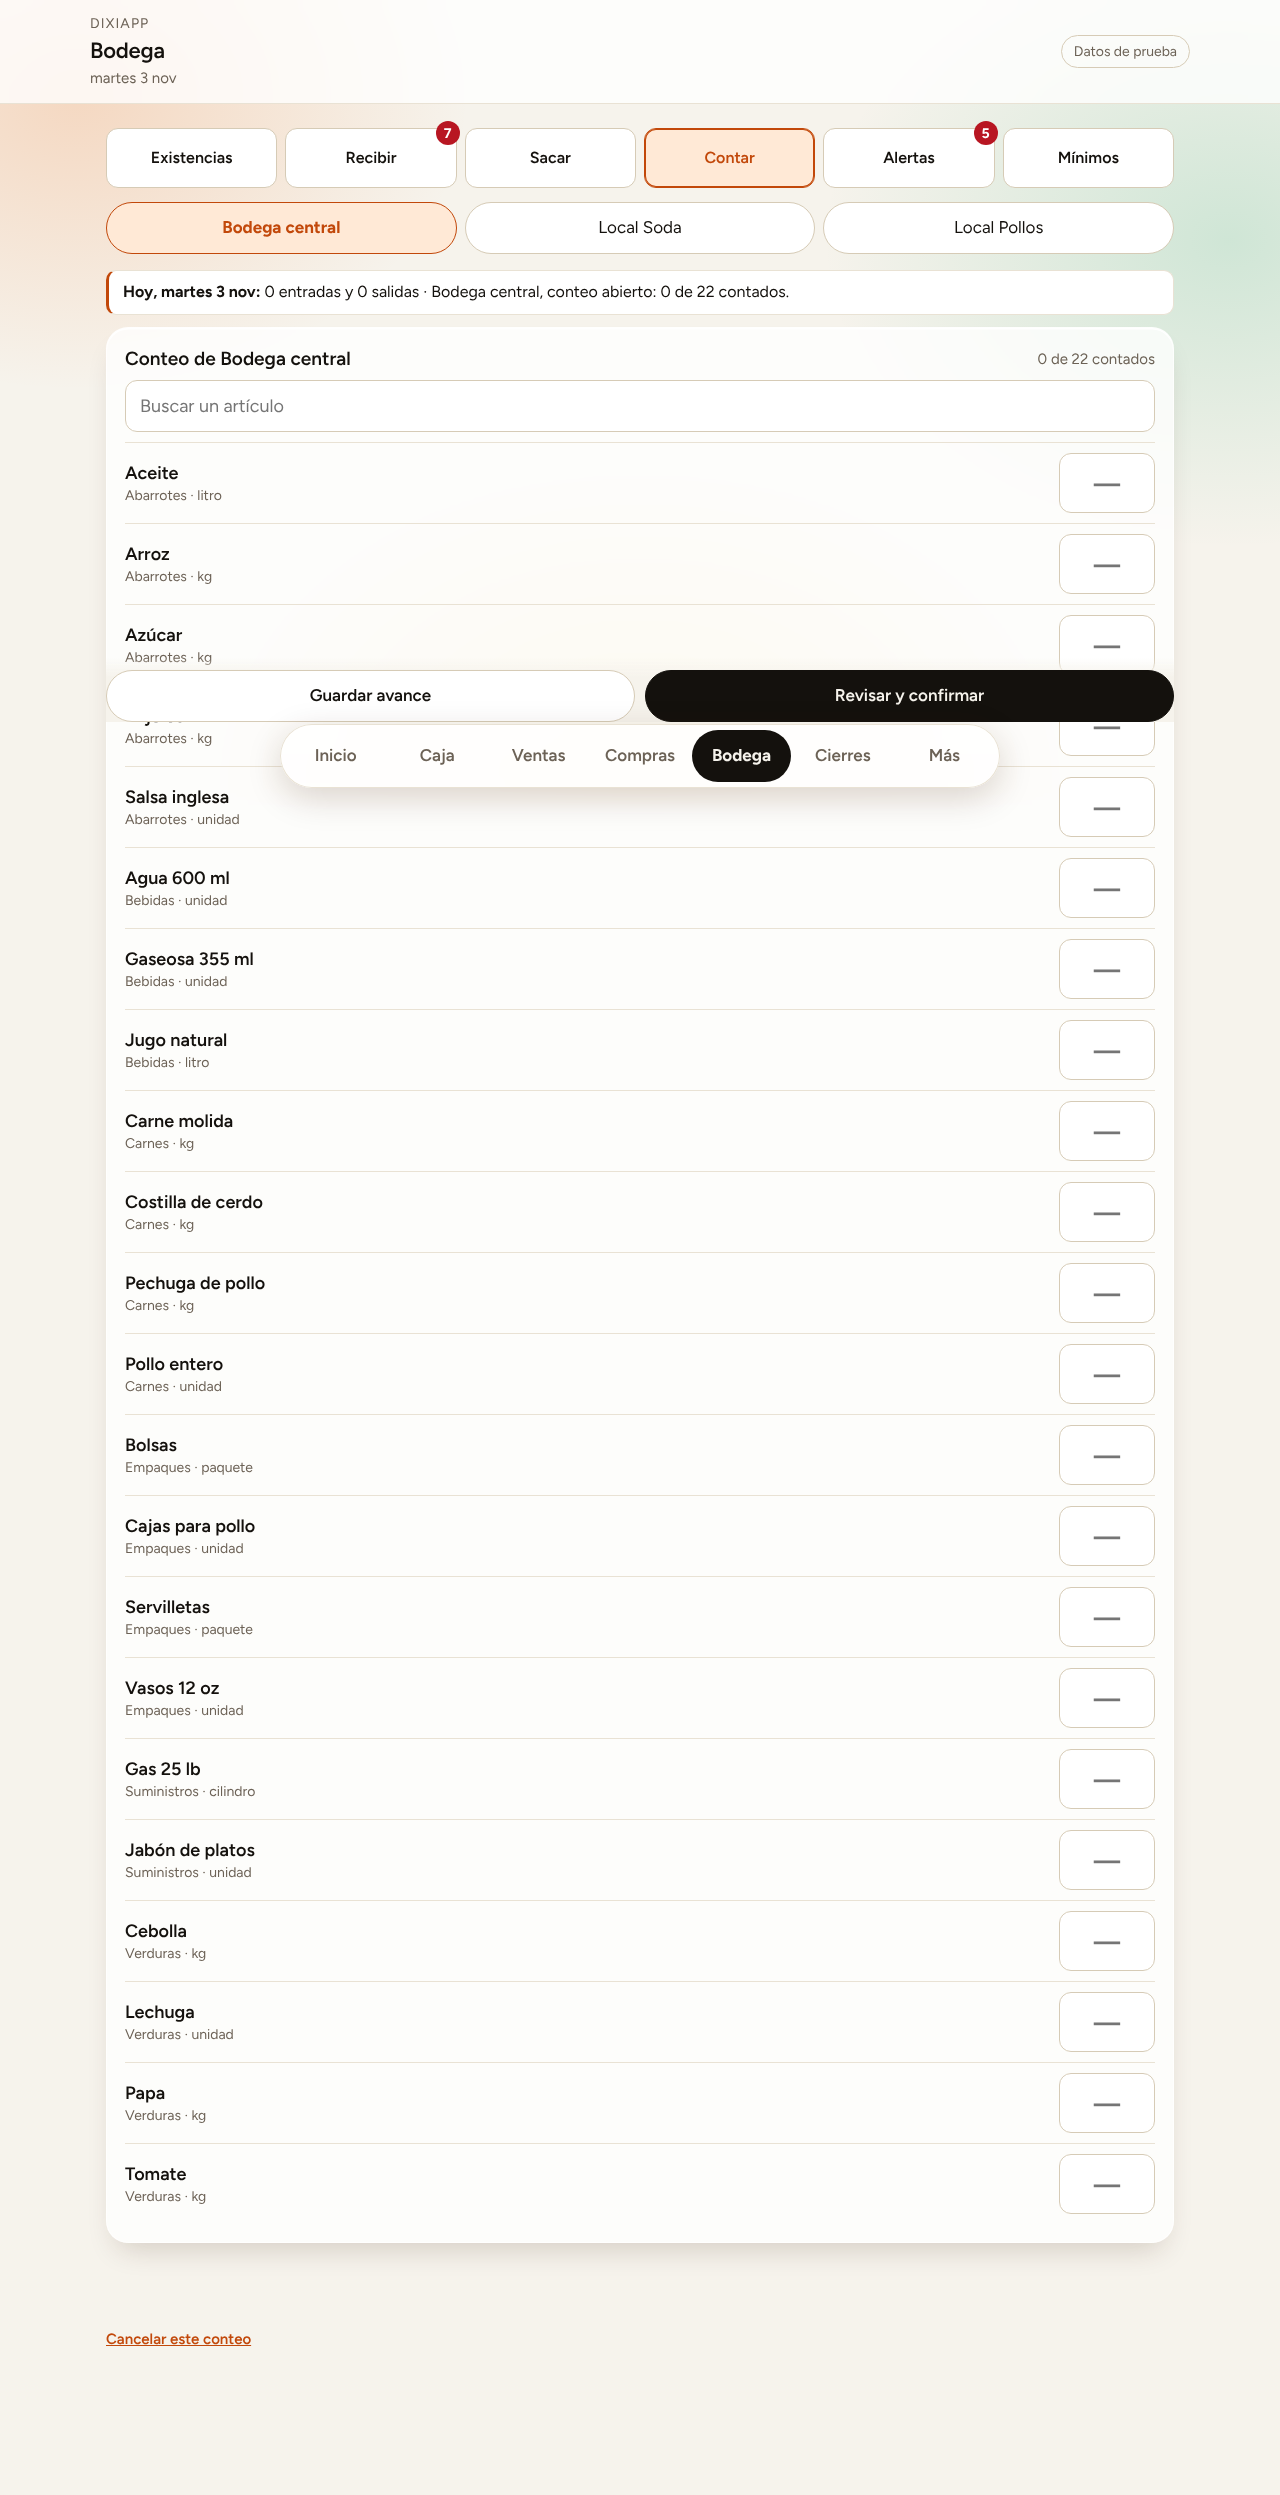 DIXIAPP
Bodega
martes 3 nov
Datos de prueba
Existencias
Recibir
7
Sacar
Contar
Alertas
5
Mínimos
Bodega central
Local Soda
Local Pollos
Hoy, martes 3 nov: 0 entradas y 0 salidas · Bodega central, conteo abierto: 0 de 22 contados.
Conteo de Bodega central
0 de 22 contados
Buscar un artículo
Aceite
—
Abarrotes · litro
Arroz
—
Abarrotes · kg
Azúcar
—
Abarrotes · kg
Guardar avance
Revisar y confirmar
—
Abarrotes · kg
Inicio
Caja
Ventas
Compras
Bodega
Cierres
Más
Salsa inglesa
—
Abarrotes · unidad
Agua 600 ml
—
Bebidas · unidad
Gaseosa 355 ml
—
Bebidas · unidad
Jugo natural
—
Bebidas · litro
Carne molida
—
Carnes · kg
Costilla de cerdo
—
Carnes · kg
Pechuga de pollo
—
Carnes · kg
Pollo entero
—
Carnes · unidad
Bolsas
—
Empaques · paquete
Cajas para pollo
—
Empaques · unidad
Servilletas
—
Empaques · paquete
Vasos 12 oz
—
Empaques · unidad
Gas 25 lb
—
Suministros · cilindro
Jabón de platos
—
Suministros · unidad
Cebolla
—
Verduras · kg
Lechuga
—
Verduras · unidad
Papa
—
Verduras · kg
Tomate
—
Verduras · kg
Cancelar este conteo